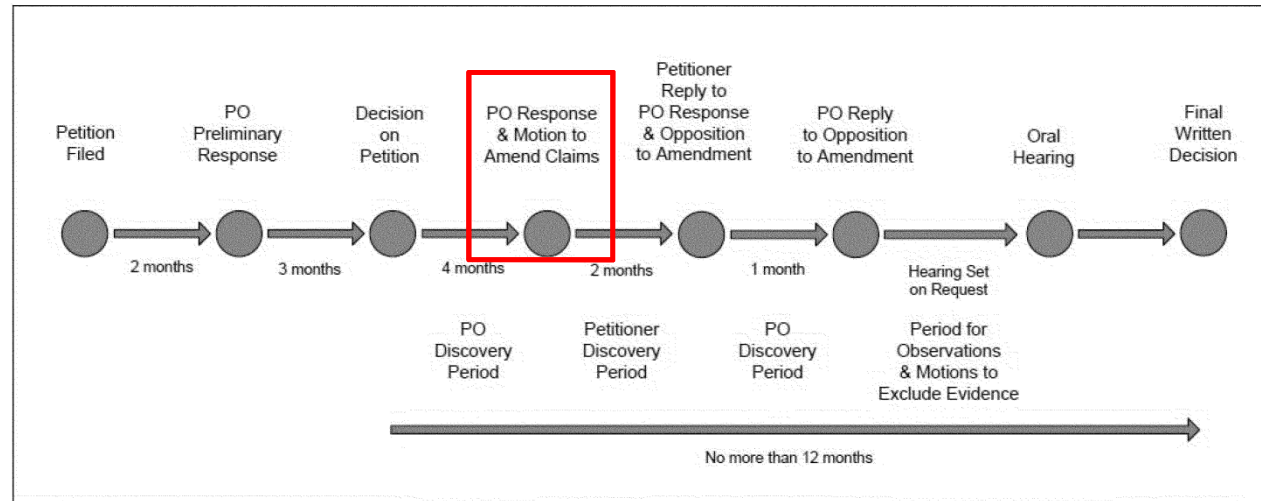 Petition
Filed
PO
Preliminary
Response
Decision
on
Petition
PO Response
& Motion to
Amend Claims
Petitioner
Reply to
PO Response
& Opposition
to Amendment
PO Reply
to Opposition
to Amendment
Oral
Hearing
Final
Written
Decision
2 months
3 months
4 months
2 months
1 month
Hearing Set
on Request
PO
Discovery
Period
Petitioner
Discovery
Period
PO
Discovery
Period
Period for
Observations
& Motions to
Exclude Evidence
No more than 12 months